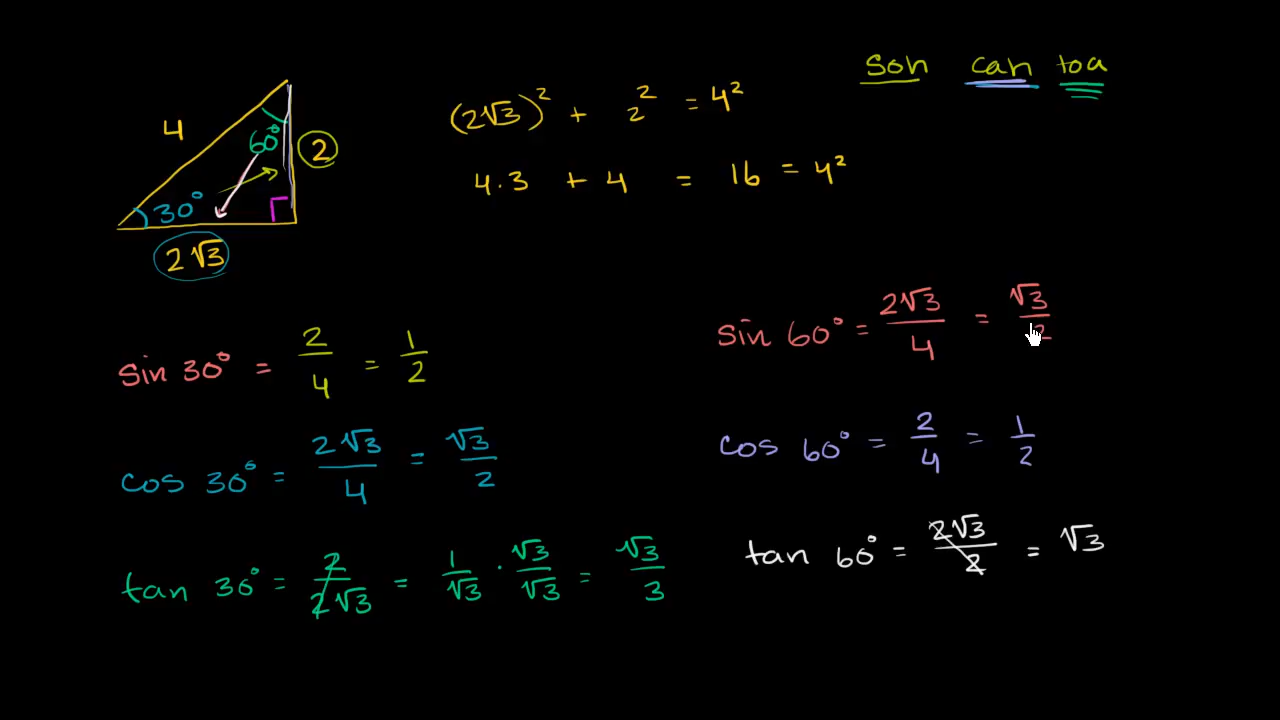 soh cah toa
4
60°
2
30°
2√3
(2√3)² + 2² = 4²
4·3 + 4 = 16 = 4²
sin 30° = 2/4 = 1/2
cos 30° = 2√3/4 = √3/2
tan 30° = 2/2√3 = 1/√3 · √3/√3 = √3/3
sin 60° = 2√3/4 = √3/2
cos 60° = 2/4 = 1/2
tan 60° = 2√3/2 = √3